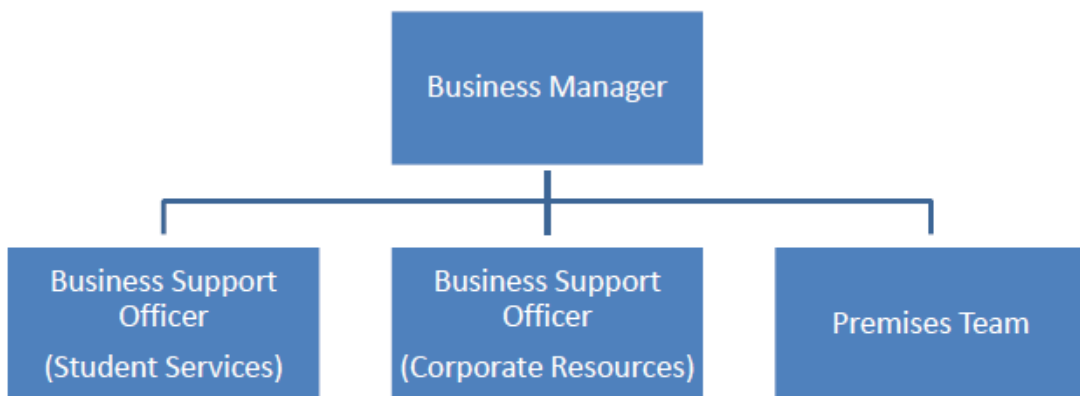 Business Manager
Business Support
Officer
(Student Services)
Business Support
Officer
(Corporate Resources)
Premises Team